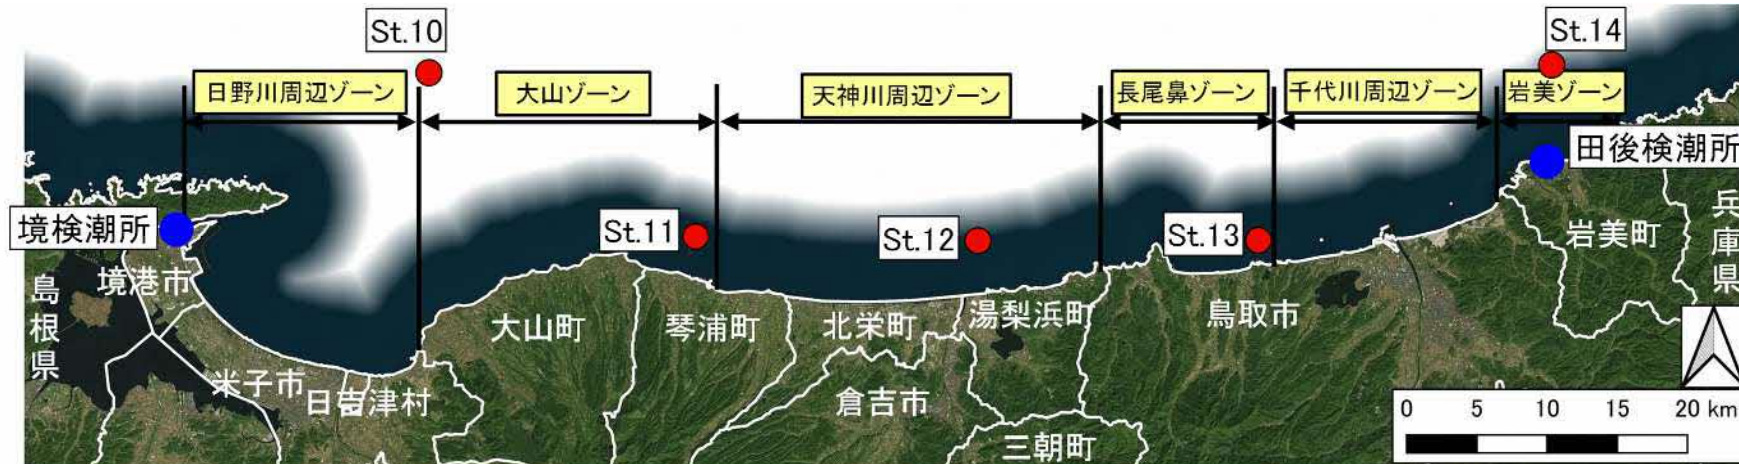 St.10
St.14
日野川周辺ゾーン
大山ゾーン
天神川周辺ゾーン
長尾鼻ゾーン
千代川周辺ゾーン
岩美ゾーン
田後検潮所
境検潮所
St.11
St.12
St.13
岩美町
兵庫県
島根県
境港市
大山町
琴浦町
北栄町
湯梨浜町
鳥取市
米子市
日吉津村
倉吉市
三朝町
0 5 10 15 20 km